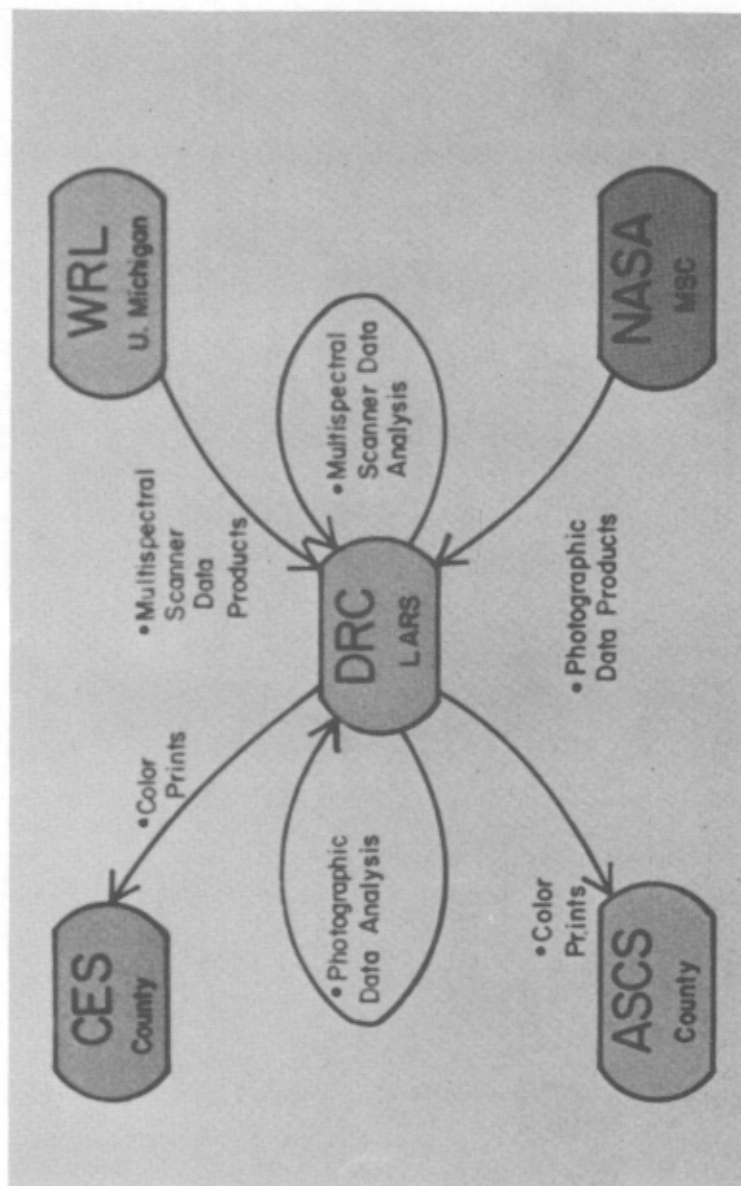 CES
County
WRL
U. Michigan
•Color
Prints
•Multispectral
Scanner
Data
Products
•Photographic
Data Analysis
DRC
LARS
•Multispectral
Scanner Data
Analysis
•Color
Prints
•Photographic
Data Products
ASCS
County
NASA
MSC